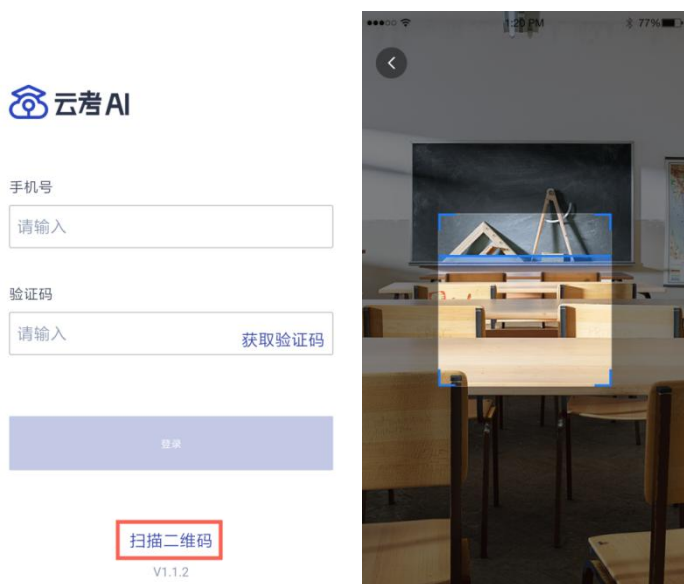 云考AI
手机号
请输入
验证码
请输入 获取验证码
登录
扫描二维码
V1.1.2
1:20 PM 77%